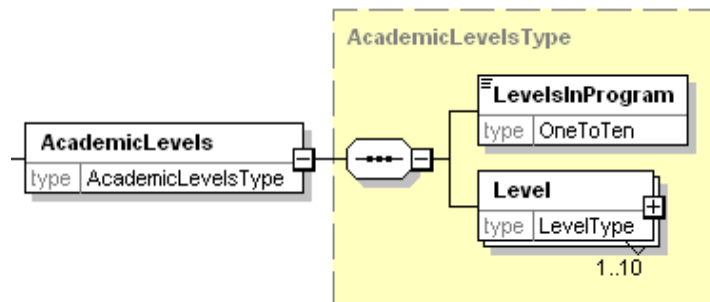 AcademicLevelsType
LevelsInProgram
type OneToTen
AcademicLevels
type AcademicLevelsType
Level
type LevelType
1..10